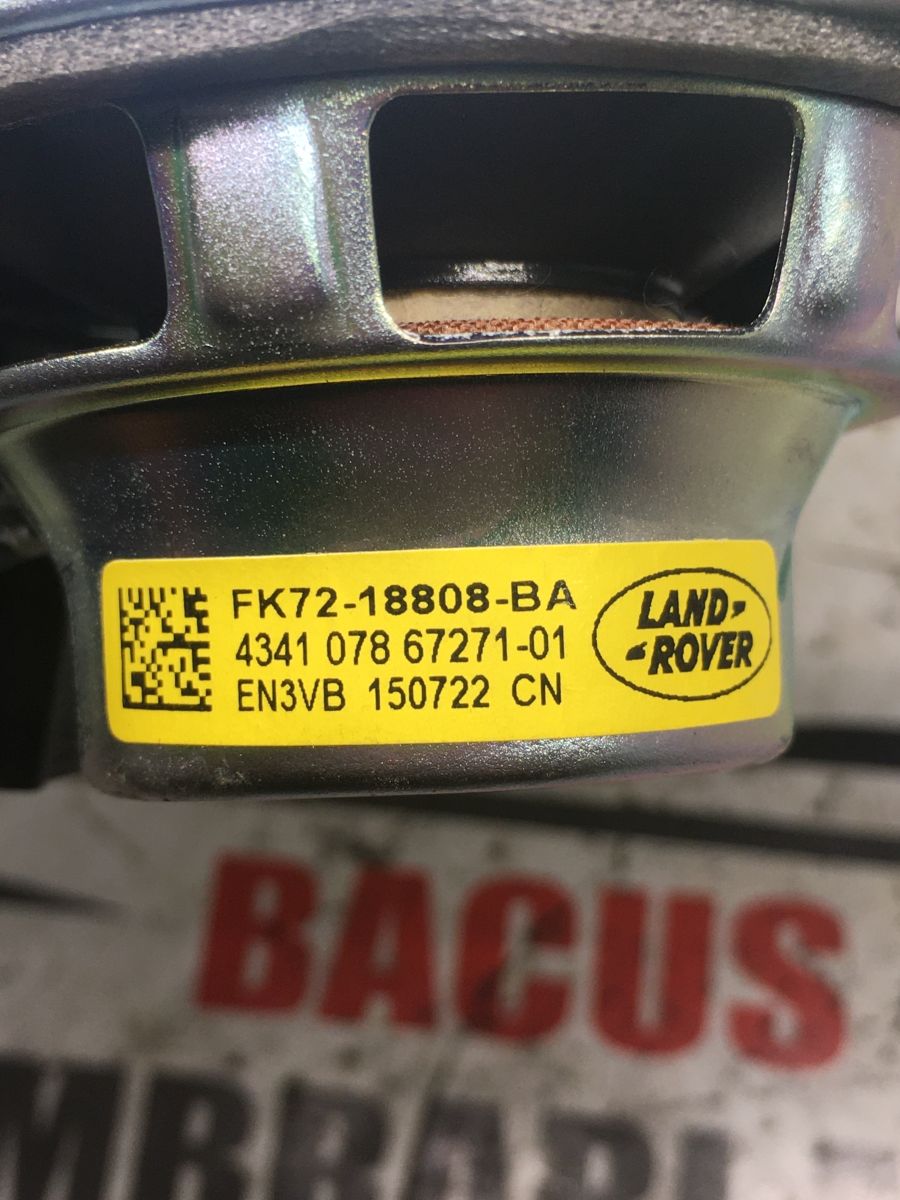 FK72-18808-BA
4341 078 67271-01
EN3VB 150722 CN
LAND-
-ROVER
BACUS